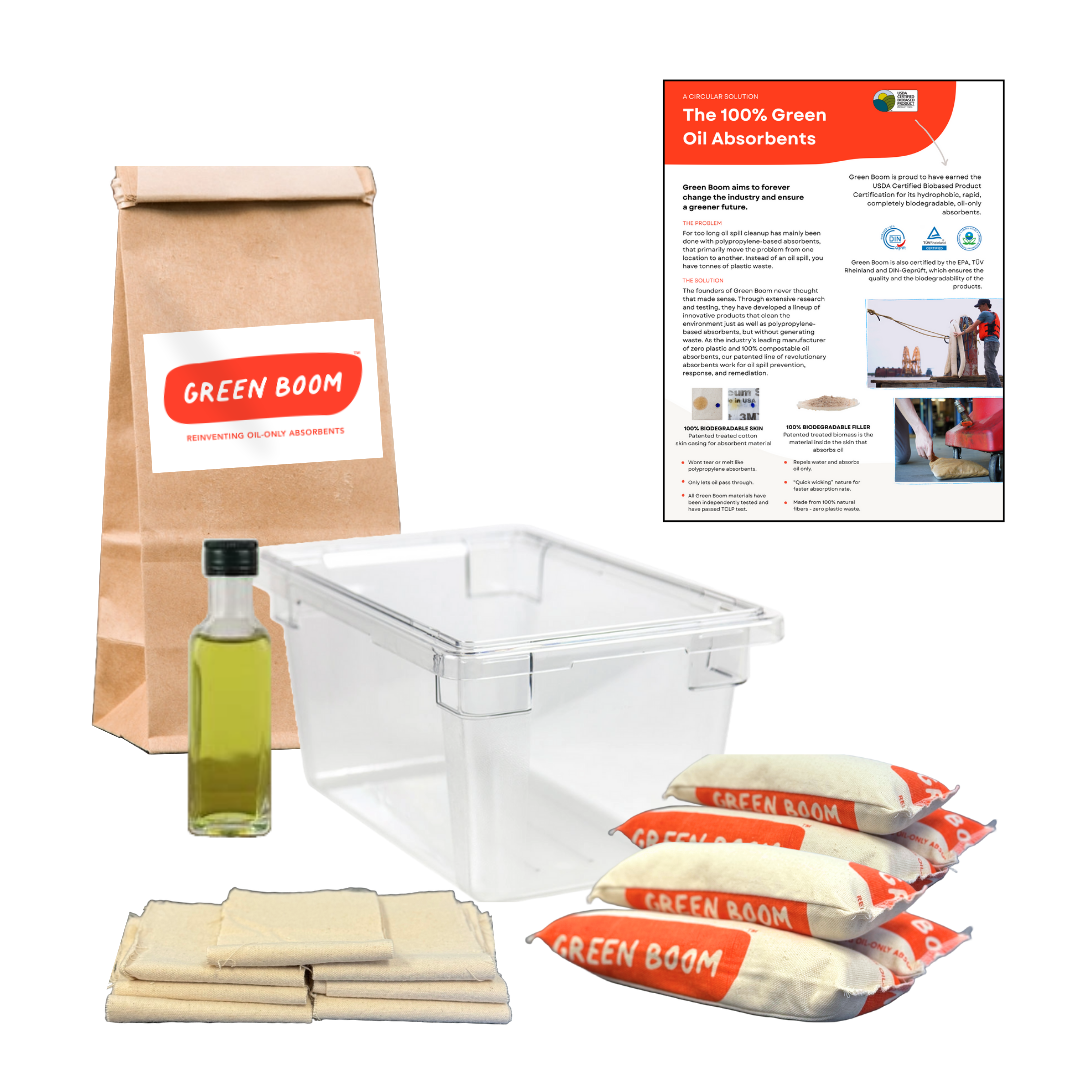 A CIRCULAR SOLUTION
The 100% Green
Oil Absorbents
USDA
CERTIFIED
BIOBASED
PRODUCT
Green Boom aims to forever
change the industry and ensure
a greener future.
THE PROBLEM
For too long oil spill cleanup has mainly been
done with polypropylene-based absorbents,
that primarily move the problem from one
location to another. Instead of an oil spill, you
have tonnes of plastic waste.
THE SOLUTION
The founders of Green Boom never thought
that made sense. Through extensive research
and testing, they have developed a lineup of
innovative products that clean the
environment just as well as polypropylene-
based absorbents, but without generating
waste. As the industry's leading manufacturer
of zero plastic and 100% compostable oil
absorbents, our patented line of revolutionary
absorbents work for oil spill prevention,
response, and remediation.
Green Boom is proud to have earned the
USDA Certified Biobased Product
Certification for its hydrophobic, rapid,
completely biodegradable, oil-only
absorbents.
DIN
CERTIFIED
Green Boom is also certified by the EPA, TÜV
Rheinland and DIN-Geprüft, which ensures the
quality and the biodegradability of the
products.
100% BIODEGRADABLE SKIN
Patented treated cotton
skin casing for absorbent material
Wont tear or melt like
polypropylene absorbents.
Only lets oil pass through.
All Green Boom materials have
been independently tested and
have passed TCLP test.
100% BIODEGRADABLE FILLER
Patented treated biomass is the
material inside the skin that
absorbs oil
Repels water and absorbs
oil only.
"Quick wicking" nature for
faster absorption rate.
Made from 100% natural
fibers - zero plastic waste.
GREEN BOOM™
REINVENTING OIL-ONLY ABSORBENTS
GREEN BOOM
GREEN BOOM
GREEN BOOM
GREEN BOOM™